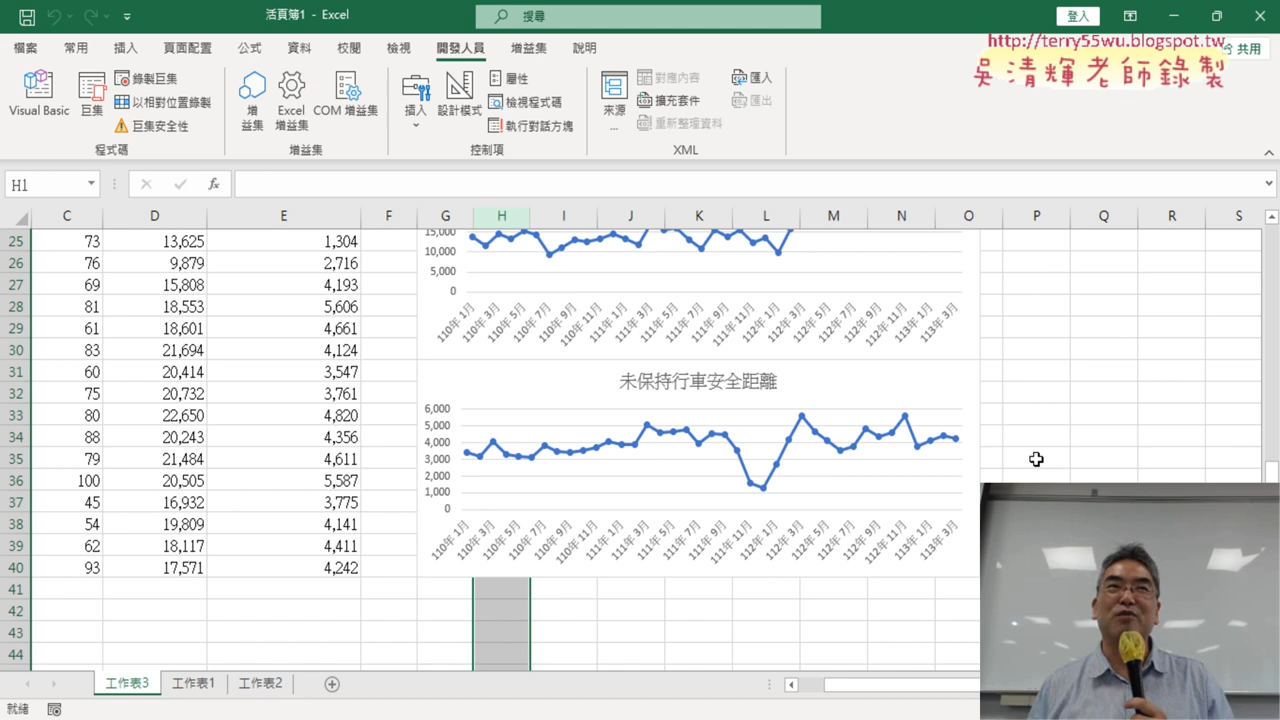 活頁簿1 - Excel
搜尋
登入
檔案 常用 插入 頁面配置 公式 資料 校閱 檢視 開發人員 增益集 說明
共用
http://terry55wu.blogspot.tw
吳清輝老師錄製
Visual Basic
巨集
錄製巨集
以相對位置錄製
巨集安全性
程式碼
增益集
Excel 增益集
COM 增益集
增益集
插入
設計模式
屬性
檢視程式碼
執行對話方塊
控制項
來源...
對應內容
擴充套件
重新整理資料
匯入
匯出
XML
H1
fx
C D E F G H I J K L M N O P Q R S
25 73 13,625 1,304
26 76 9,879 2,716
27 69 15,808 4,193
28 81 18,553 5,606
29 61 18,601 4,661
30 83 21,694 4,124
31 60 20,414 3,547
32 75 20,732 3,761
33 80 22,650 4,820
34 88 20,243 4,356
35 79 21,484 4,611
36 100 20,505 5,587
37 45 16,932 3,775
38 54 19,809 4,141
39 62 18,117 4,411
40 93 17,571 4,242
41
42
43
44
15,000
10,000
5,000
0
110年 1月 110年 3月 110年 5月 110年 7月 110年 9月 110年 11月 111年 1月 111年 3月 111年 5月 111年 7月 111年 9月 111年 11月 112年 1月 112年 3月 112年 5月 112年 7月 112年 9月 112年 11月 113年 1月 113年 3月
未保持行車安全距離
6,000
5,000
4,000
3,000
2,000
1,000
0
110年 1月 110年 3月 110年 5月 110年 7月 110年 9月 110年 11月 111年 1月 111年 3月 111年 5月 111年 7月 111年 9月 111年 11月 112年 1月 112年 3月 112年 5月 112年 7月 112年 9月 112年 11月 113年 1月 113年 3月
工作表3 工作表1 工作表2
就緒